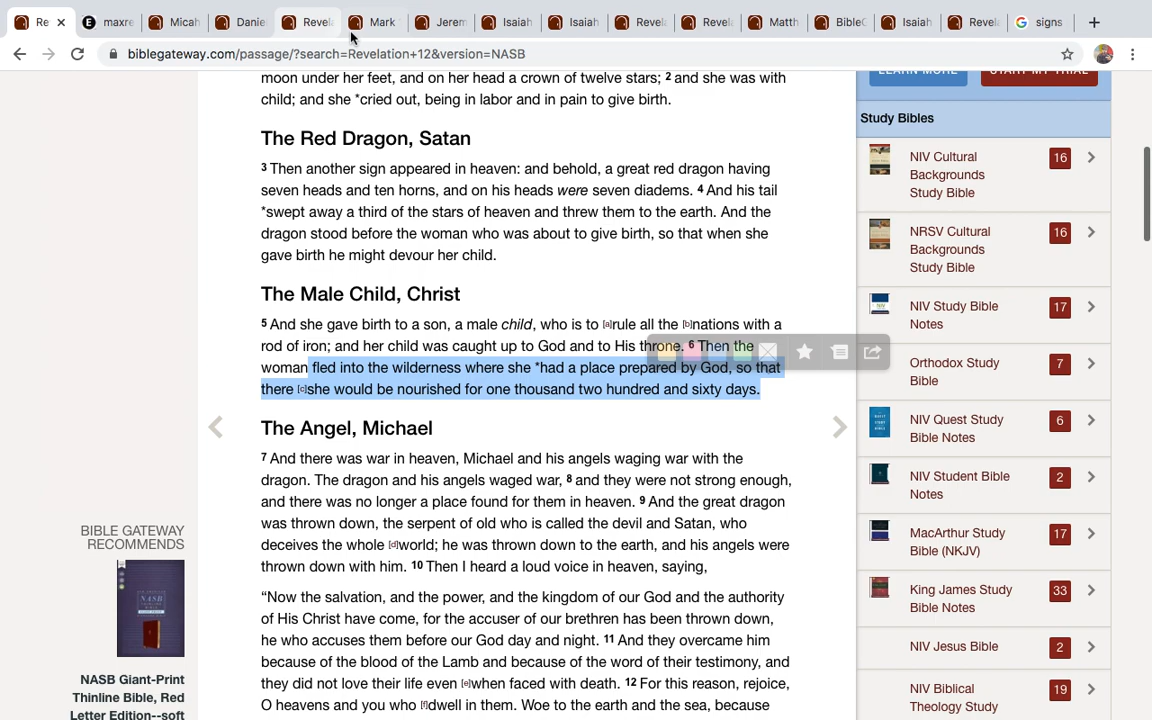 Re × maxre Micah Danie Revela Mark Jerem Isaiah Isaiah Revela Revela Matth BibleG Isaiah Revela signs +
biblegateway.com/passage/?search=Revelation+12&version=NASB
moon under her feet, and on her head a crown of twelve stars; 2 and she was with
child; and she *cried out, being in labor and in pain to give birth.
The Red Dragon, Satan
3 Then another sign appeared in heaven: and behold, a great red dragon having
seven heads and ten horns, and on his heads were seven diadems. 4 And his tail
*swept away a third of the stars of heaven and threw them to the earth. And the
dragon stood before the woman who was about to give birth, so that when she
gave birth he might devour her child.
The Male Child, Christ
5 And she gave birth to a son, a male child, who is to [a]rule all the [b]nations with a
rod of iron; and her child was caught up to God and to His throne. 6 Then the
woman fled into the wilderness where she *had a place prepared by God, so that
there [c]she would be nourished for one thousand two hundred and sixty days.
The Angel, Michael
7 And there was war in heaven, Michael and his angels waging war with the
dragon. The dragon and his angels waged war, 8 and they were not strong enough,
and there was no longer a place found for them in heaven. 9 And the great dragon
was thrown down, the serpent of old who is called the devil and Satan, who
deceives the whole [d]world; he was thrown down to the earth, and his angels were
thrown down with him. 10 Then I heard a loud voice in heaven, saying,
“Now the salvation, and the power, and the kingdom of our God and the authority
of His Christ have come, for the accuser of our brethren has been thrown down,
he who accuses them before our God day and night. 11 And they overcame him
because of the blood of the Lamb and because of the word of their testimony, and
they did not love their life even [e]when faced with death. 12 For this reason, rejoice,
O heavens and you who [f]dwell in them. Woe to the earth and the sea, because
BIBLE GATEWAY
RECOMMENDS
NASB Giant-Print
Thinline Bible, Red
Letter Edition--soft
LEARN MORE START MY TRIAL
Study Bibles
NIV Cultural
Backgrounds
Study Bible
16
NRSV Cultural
Backgrounds
Study Bible
16
NIV Study Bible
Notes
17
Orthodox Study
Bible
7
NIV Quest Study
Bible Notes
6
NIV Student Bible
Notes
2
MacArthur Study
Bible (NKJV)
17
King James Study
Bible Notes
33
NIV Jesus Bible
2
NIV Biblical
Theology Study
19